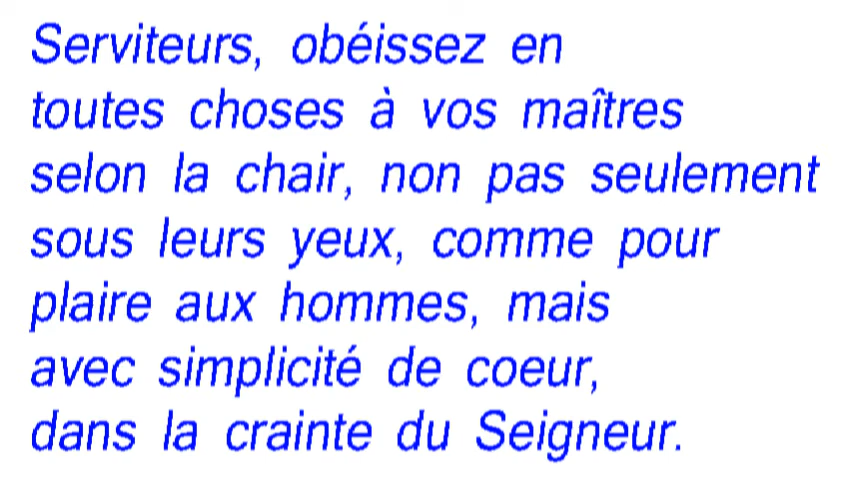 Serviteurs, obéissez en
toutes choses à vos maîtres
selon la chair, non pas seulement
sous leurs yeux, comme pour
plaire aux hommes, mais
avec simplicité de coeur,
dans la crainte du Seigneur.